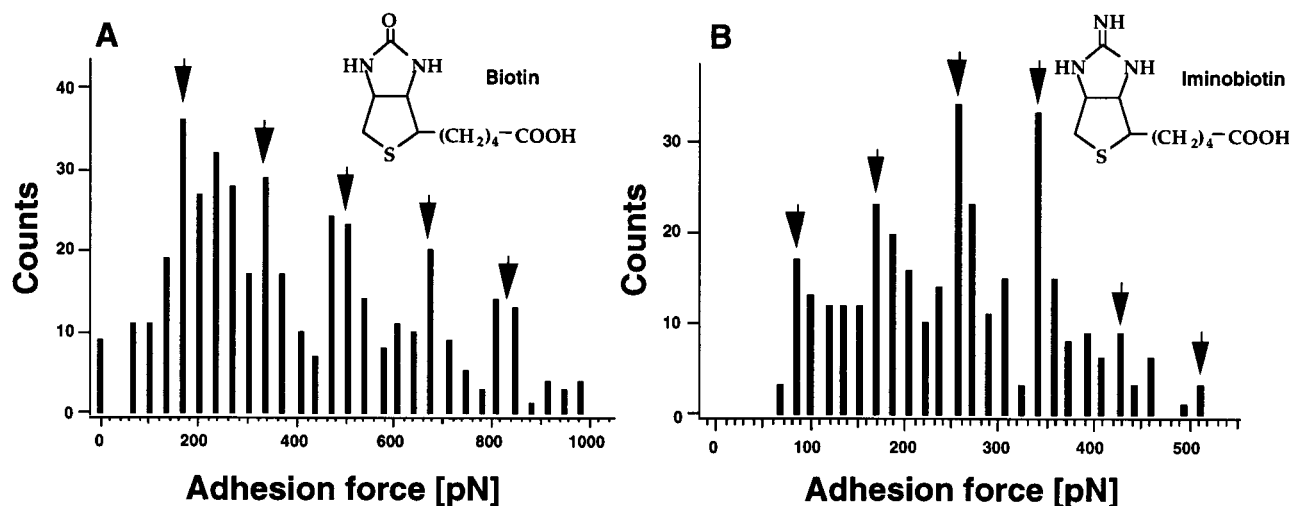 A
O
HN NH
Biotin
S
(CH2)4-COOH
Counts
40
30
20
10
0
0 200 400 600 800 1000
Adhesion force [pN]
B
NH
HN NH
Iminobiotin
S
(CH2)4-COOH
Counts
30
20
10
0
0 100 200 300 400 500
Adhesion force [pN]